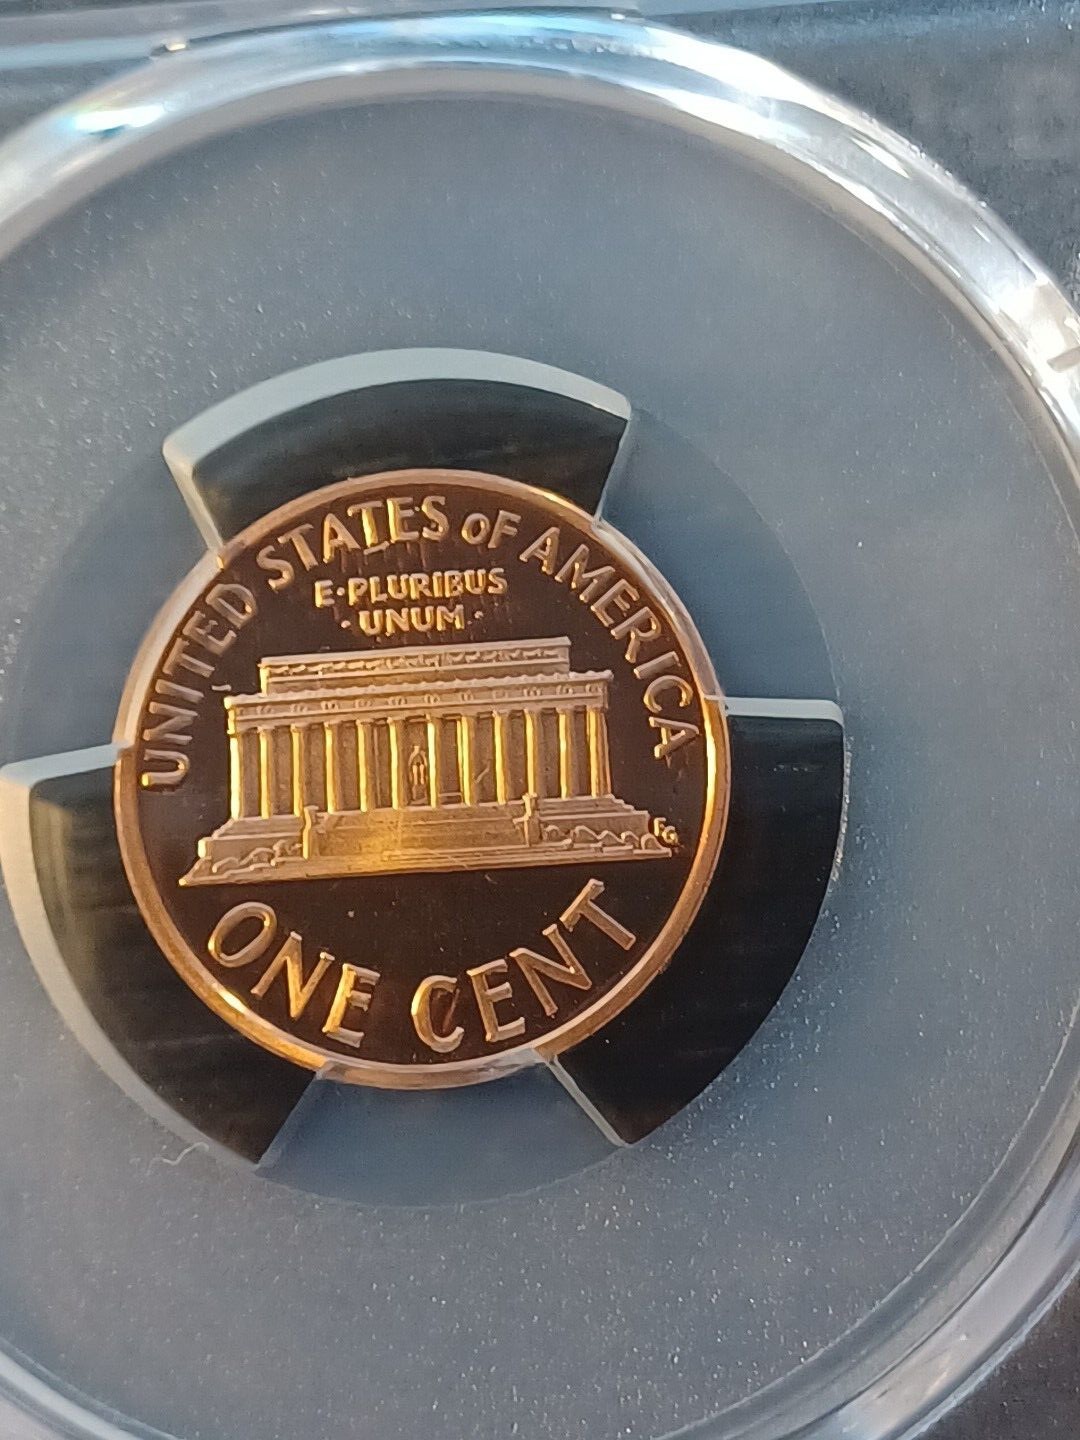 UNITED STATES OF AMERICA
E·PLURIBUS
·UNUM·
FG
ONE CENT